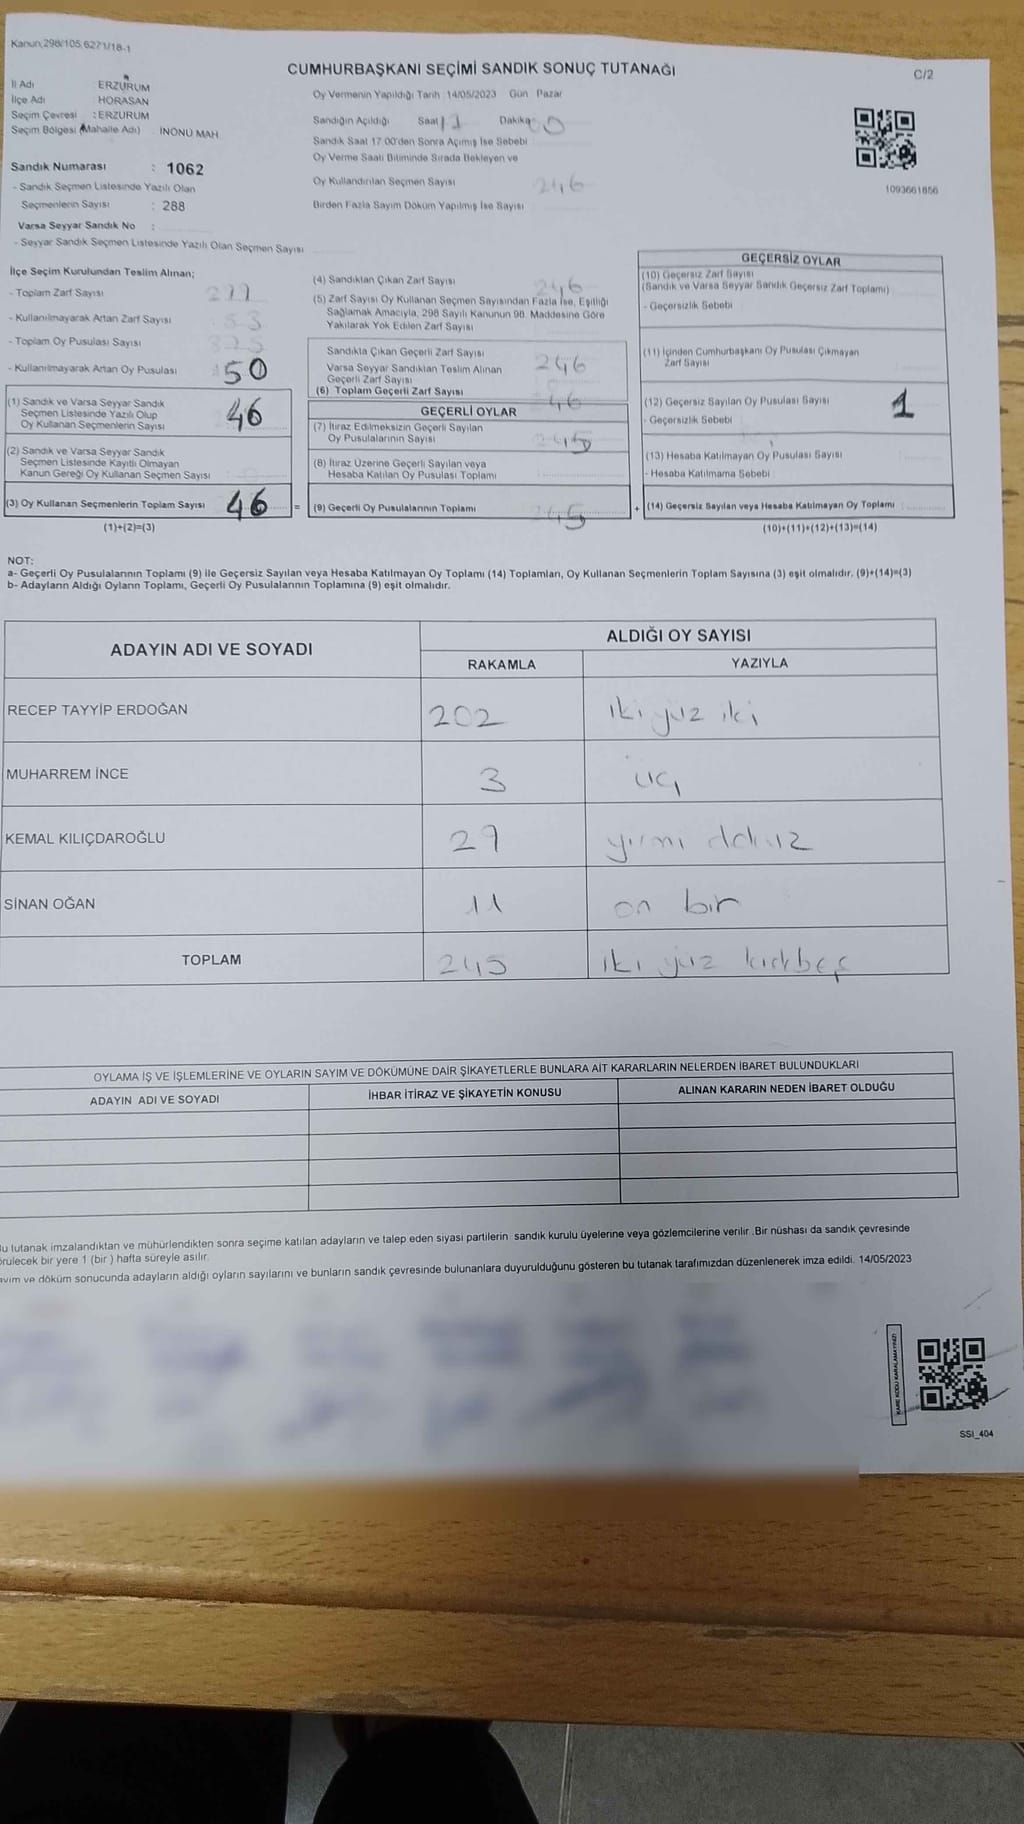 Kanun;298/105,6271/18-1
CUMHURBAŞKANI SEÇİMİ SANDIK SONUÇ TUTANAĞI
C/2
İl Adı : ERZURUM
İlçe Adı : HORASAN
Seçim Çevresi : ERZURUM
Seçim Bölgesi (Mahalle Adı) İNÖNÜ MAH.
Sandık Numarası : 1062
- Sandık Seçmen Listesinde Yazılı Olan
Seçmenlerin Sayısı : 288
Varsa Seyyar Sandık No :
- Seyyar Sandık Seçmen Listesinde Yazılı Olan Seçmen Sayısı
Oy Vermenin Yapıldığı Tarih :14/05/2023 Gün Pazar
Sandığın Açıldığı Saat Dakika
Sandık Saat 17:00'den Sonra Açılmış İse Sebebi
Oy Verme Saati Bitiminde Sırada Bekleyen ve
Oy Kullandırılan Seçmen Sayısı 246
Birden Fazla Sayım Döküm Yapılmış İse Sayısı
1093661856
İlçe Seçim Kurulundan Teslim Alınan;
- Toplam Zarf Sayısı
- Kullanılmayarak Artan Zarf Sayısı 53
- Toplam Oy Pusulası Sayısı
- Kullanılmayarak Artan Oy Pusulası 50
(1) Sandık ve Varsa Seyyar Sandık
Seçmen Listesinde Yazılı Olup
Oy Kullanan Seçmenlerin Sayısı 46
(2) Sandık ve Varsa Seyyar Sandık
Seçmen Listesinde Kayıtlı Olmayan
Kanun Gereği Oy Kullanan Seçmen Sayısı
(3) Oy Kullanan Seçmenlerin Toplam Sayısı 46 =
(1)+(2)=(3)
(4) Sandıktan Çıkan Zarf Sayısı 246
(5) Zarf Sayısı Oy Kullanan Seçmen Sayısından Fazla İse, Eşitliği
Sağlamak Amacıyla, 298 Sayılı Kanunun 98. Maddesine Göre
Yakılarak Yok Edilen Zarf Sayısı
Sandıkta Çıkan Geçerli Zarf Sayısı 246
Varsa Seyyar Sandıktan Teslim Alınan
Geçerli Zarf Sayısı
(6) Toplam Geçerli Zarf Sayısı 46
GEÇERLİ OYLAR
(7) İtiraz Edilmeksizin Geçerli Sayılan
Oy Pusulalarının Sayısı 245
(8) İtiraz Üzerine Geçerli Sayılan veya
Hesaba Katılan Oy Pusulası Toplamı
(9) Geçerli Oy Pusulalarının Toplamı 245 +
GEÇERSİZ OYLAR
(10) Geçersiz Zarf Sayısı
(Sandık ve Varsa Seyyar Sandık Geçersiz Zarf Toplamı)
- Geçersizlik Sebebi
(11) İçinden Cumhurbaşkanı Oy Pusulası Çıkmayan
Zarf Sayısı
(12) Geçersiz Sayılan Oy Pusulası Sayısı 1
- Geçersizlik Sebebi
(13) Hesaba Katılmayan Oy Pusulası Sayısı
- Hesaba Katılmama Sebebi
(14) Geçersiz Sayılan veya Hesaba Katılmayan Oy Toplamı
(10)+(11)+(12)+(13)=(14)
NOT:
a- Geçerli Oy Pusulalarının Toplamı (9) ile Geçersiz Sayılan veya Hesaba Katılmayan Oy Toplamı (14) Toplamları, Oy Kullanan Seçmenlerin Toplam Sayısına (3) eşit olmalıdır. (9)+(14)=(3)
b- Adayların Aldığı Oyların Toplamı, Geçerli Oy Pusulalarının Toplamına (9) eşit olmalıdır.
ADAYIN ADI VE SOYADI ALDIĞI OY SAYISI
RAKAMLA YAZIYLA
RECEP TAYYİP ERDOĞAN 202 iki yüz iki
MUHARREM İNCE 3 üç
KEMAL KILIÇDAROĞLU 29 yirmi dokuz
SİNAN OĞAN 11 on bir
TOPLAM 245 iki yüz kırkbeş
OYLAMA İŞ VE İŞLEMLERİNE VE OYLARIN SAYIM VE DÖKÜMÜNE DAİR ŞİKAYETLERLE BUNLARA AİT KARARLARIN NELERDEN İBARET BULUNDUKLARI
ADAYIN ADI VE SOYADI İHBAR İTİRAZ VE ŞİKAYETİN KONUSU ALINAN KARARIN NEDEN İBARET OLDUĞU
Bu tutanak imzalandıktan ve mühürlendikten sonra seçime katılan adayların ve talep eden siyasi partilerin sandık kurulu üyelerine veya gözlemcilerine verilir .Bir nüshası da sandık çevresinde
görülecek bir yere 1 (bir ) hafta süreyle asılır.
Sayım ve döküm sonucunda adayların aldığı oyların sayılarını ve bunların sandık çevresinde bulunanlara duyurulduğunu gösteren bu tutanak tarafımızdan düzenlenerek imza edildi. 14/05/2023
KARE KODU KARALAMAYINIZ!
SSI_404